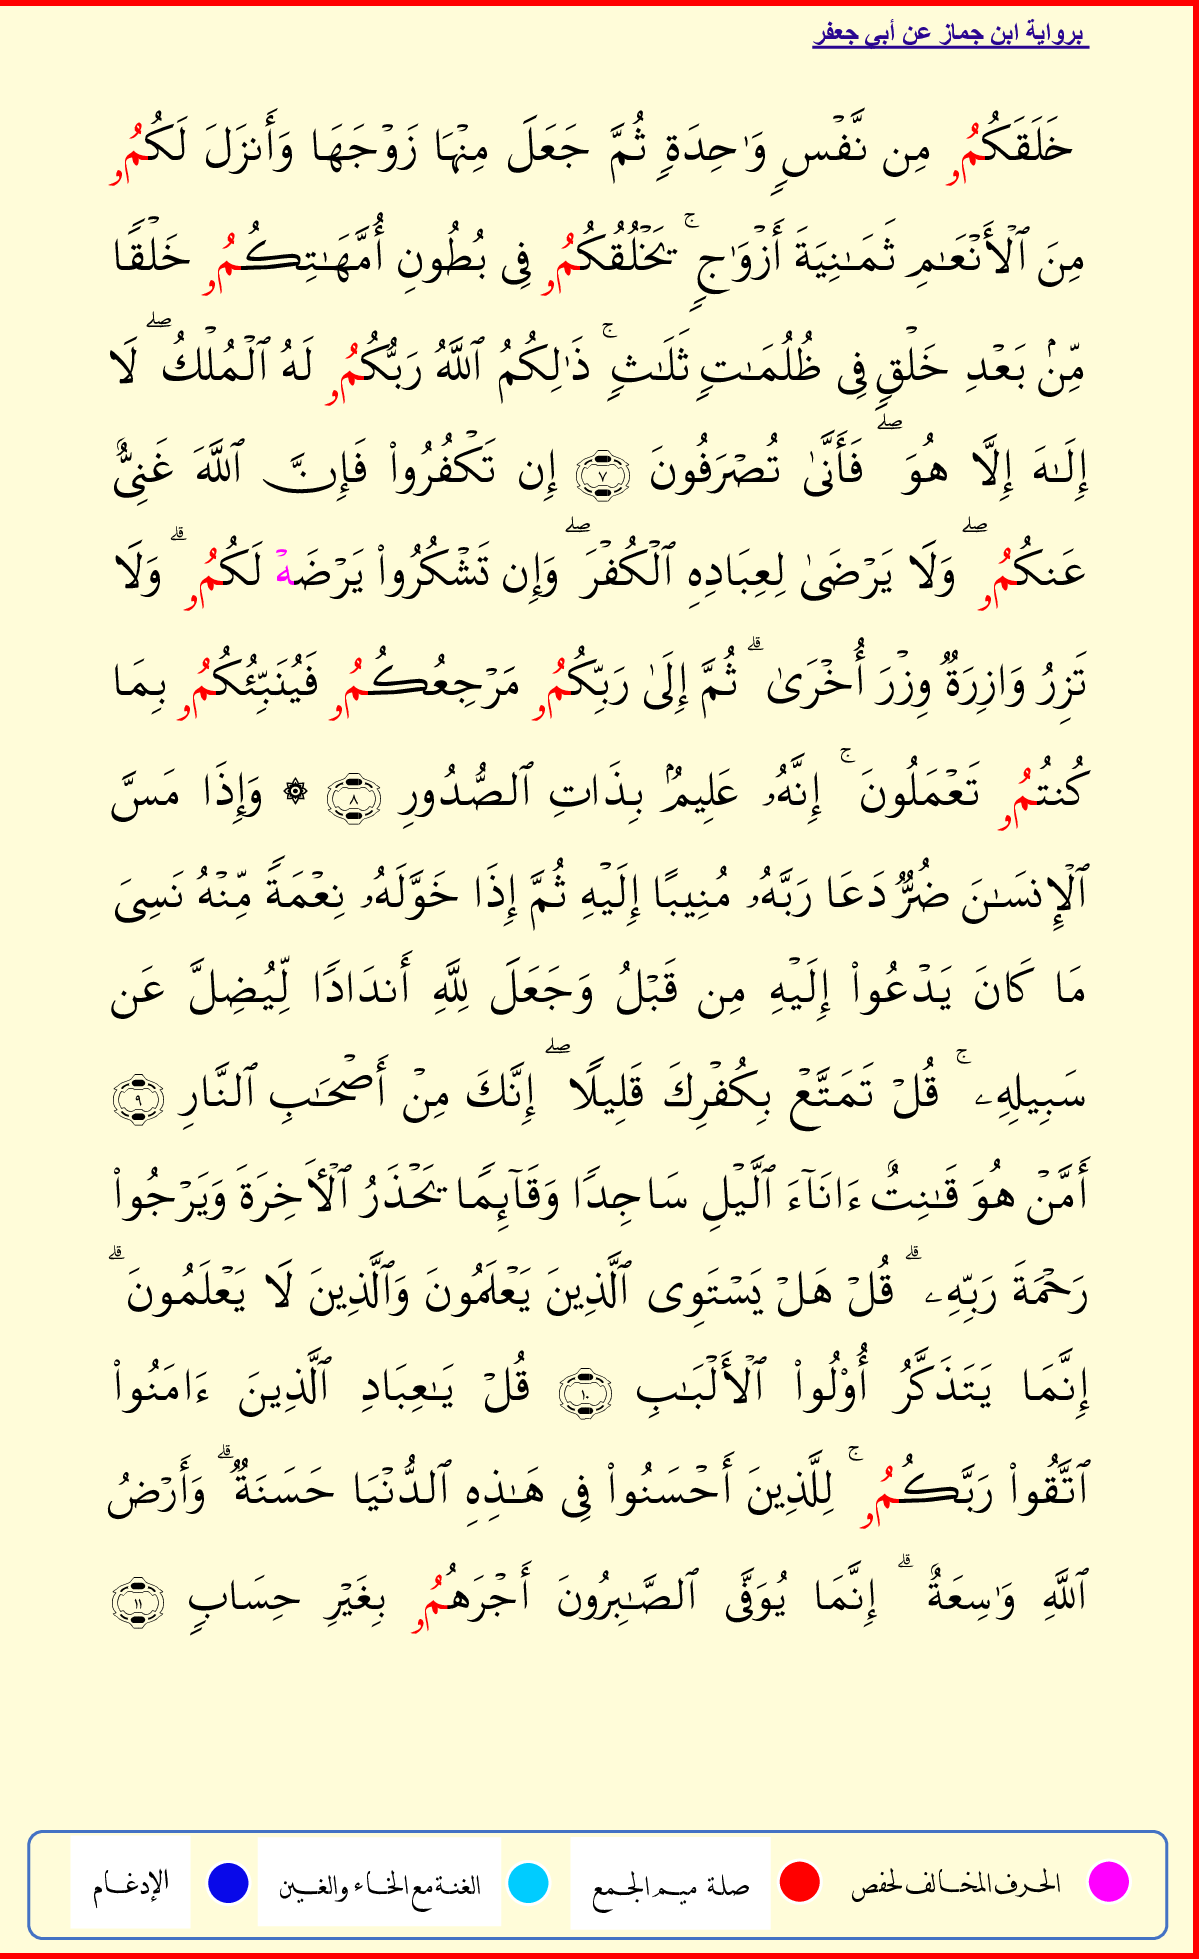 برواية ابن جماز عن أبي جعفر
خَلَقَكُمُۥ مِن نَّفْسٍ وَٰحِدَةٍ ثُمَّ جَعَلَ مِنْهَا زَوْجَهَا وَأَنزَلَ لَكُمُۥ
مِنَ ٱلْأَنْعَـٰمِ ثَمَـٰنِيَةَ أَزْوَٰجٍ ۚ يَخْلُقُكُمُۥ فِى بُطُونِ أُمَّهَـٰتِكُمُۥ خَلْقًا
مِّنۢ بَعْدِ خَلْقٍ فِى ظُلُمَـٰتٍ ثَلَـٰثٍ ۚ ذَٰلِكُمُ ٱللَّهُ رَبُّكُمُۥ لَهُ ٱلْمُلْكُ ۖ لَا
إِلَـٰهَ إِلَّا هُوَ ۖ فَأَنَّىٰ تُصْرَفُونَ ٧ إِن تَكْفُرُوا۟ فَإِنَّ ٱللَّهَ غَنِىٌّ
عَنكُمُۥ ۖ وَلَا يَرْضَىٰ لِعِبَادِهِ ٱلْكُفْرَ ۖ وَإِن تَشْكُرُوا۟ يَرْضَهْ لَكُمُۥ ۗ وَلَا
تَزِرُ وَازِرَةٌ وِزْرَ أُخْرَىٰ ۗ ثُمَّ إِلَىٰ رَبِّكُمُۥ مَرْجِعُكُمُۥ فَيُنَبِّئُكُمُۥ بِمَا
كُنتُمُۥ تَعْمَلُونَ ۚ إِنَّهُۥ عَلِيمٌۢ بِذَاتِ ٱلصُّدُورِ ٨ ۞ وَإِذَا مَسَّ
ٱلْإِنسَـٰنَ ضُرٌّ دَعَا رَبَّهُۥ مُنِيبًا إِلَيْهِ ثُمَّ إِذَا خَوَّلَهُۥ نِعْمَةً مِّنْهُ نَسِىَ
مَا كَانَ يَدْعُوا۟ إِلَيْهِ مِن قَبْلُ وَجَعَلَ لِلَّهِ أَندَادًا لِّيُضِلَّ عَن
سَبِيلِهِۦ ۚ قُلْ تَمَتَّعْ بِكُفْرِكَ قَلِيلًا ۖ إِنَّكَ مِنْ أَصْحَـٰبِ ٱلنَّارِ ٩
أَمَّنْ هُوَ قَـٰنِتٌ ءَانَآءَ ٱلَّيْلِ سَاجِدًا وَقَآئِمًا يَحْذَرُ ٱلْـَٔاخِرَةَ وَيَرْجُوا۟
رَحْمَةَ رَبِّهِۦ ۗ قُلْ هَلْ يَسْتَوِى ٱلَّذِينَ يَعْلَمُونَ وَٱلَّذِينَ لَا يَعْلَمُونَ ۗ
إِنَّمَا يَتَذَكَّرُ أُو۟لُوا۟ ٱلْأَلْبَـٰبِ ١٠ قُلْ يَـٰعِبَادِ ٱلَّذِينَ ءَامَنُوا۟
ٱتَّقُوا۟ رَبَّكُمُۥ ۚ لِلَّذِينَ أَحْسَنُوا۟ فِى هَـٰذِهِ ٱلدُّنْيَا حَسَنَةٌ ۗ وَأَرْضُ
ٱللَّهِ وَٰسِعَةٌ ۗ إِنَّمَا يُوَفَّى ٱلصَّـٰبِرُونَ أَجْرَهُمُۥ بِغَيْرِ حِسَابٍ ١١
الحرف المخالف لحفص صلة ميم الجمع الغنة مع الخاء والغين الإدغام